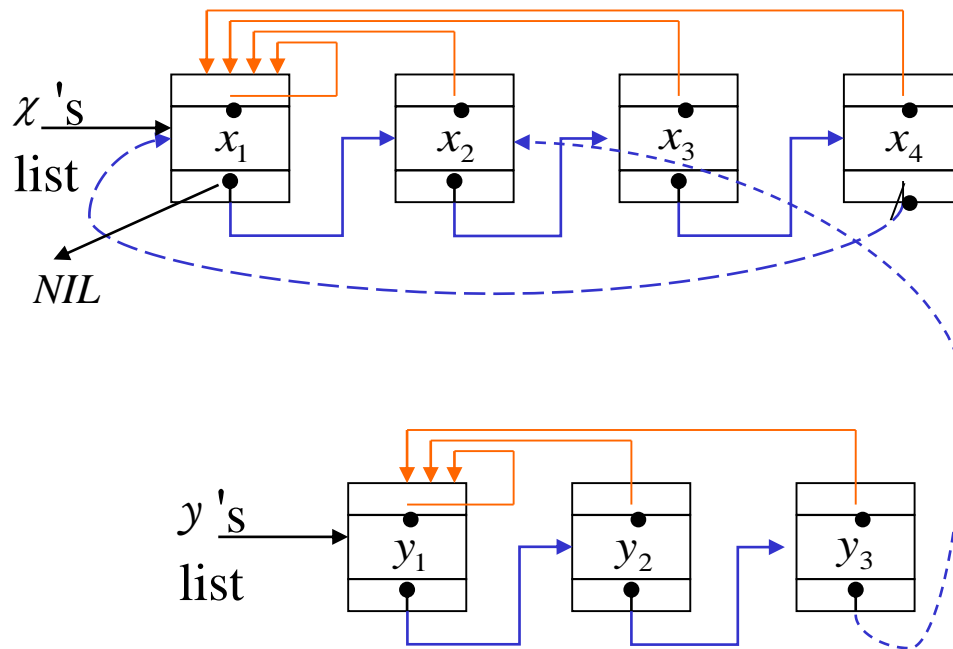 χ 's
list
x₁
x₂
x₃
x₄
NIL
y 's
list
y₁
y₂
y₃